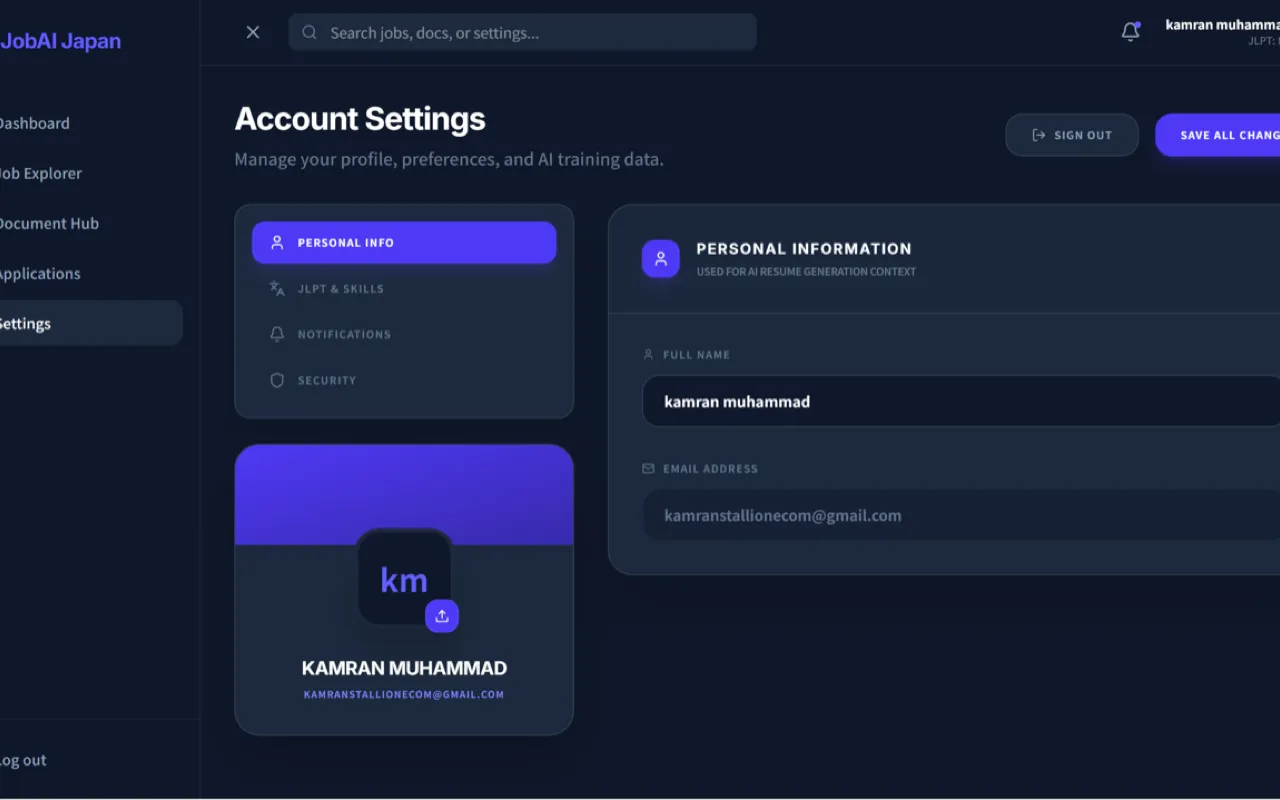 JobAI Japan
Search jobs, docs, or settings...
kamran muhamma
JLPT:
Dashboard
Job Explorer
Document Hub
Applications
Settings
Log out
Account Settings
Manage your profile, preferences, and AI training data.
SIGN OUT
SAVE ALL CHANG
PERSONAL INFO
JLPT & SKILLS
NOTIFICATIONS
SECURITY
km
KAMRAN MUHAMMAD
KAMRANSTALLIONECOM@GMAIL.COM
PERSONAL INFORMATION
USED FOR AI RESUME GENERATION CONTEXT
FULL NAME
kamran muhammad
EMAIL ADDRESS
kamranstallionecom@gmail.com